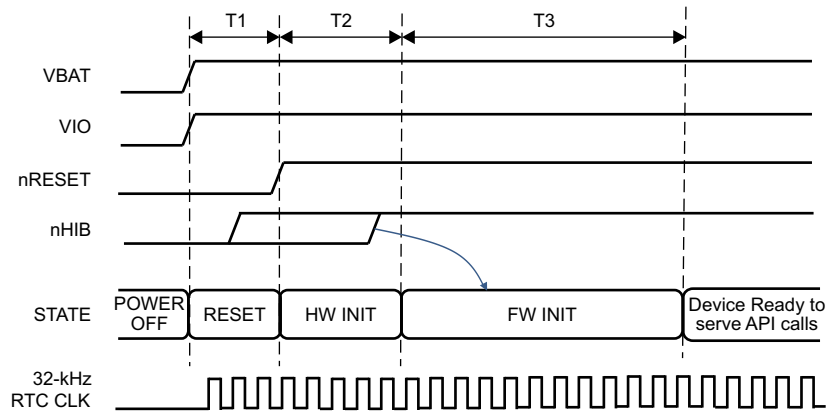 T1 T2 T3
VBAT
VIO
nRESET
nHIB
STATE
POWER
OFF
RESET
HW INIT
FW INIT
Device Ready to
serve API calls
32-kHz
RTC CLK